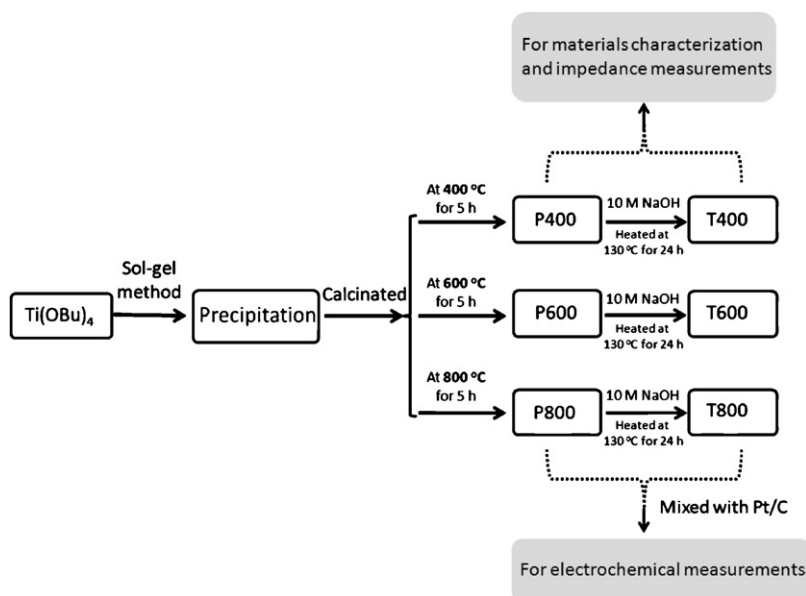 For materials characterization
and impedance measurements
At 400 °C
for 5 h
P400
10 M NaOH
Heated at
130 °C for 24 h
T400
Sol-gel
method
Ti(OBu)4
Precipitation
Calcinated
At 600 °C
for 5 h
P600
10 M NaOH
Heated at
130 °C for 24 h
T600
At 800 °C
for 5 h
P800
10 M NaOH
Heated at
130 °C for 24 h
T800
Mixed with Pt/C
For electrochemical measurements